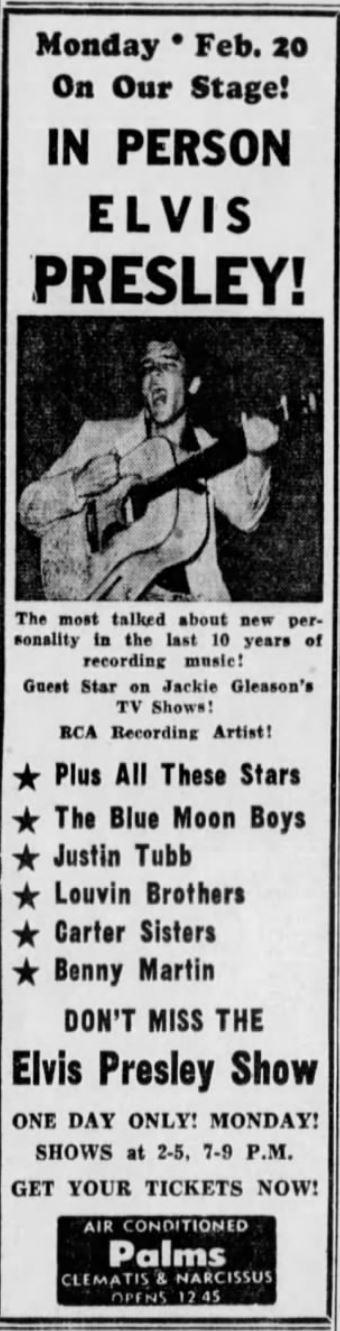 Monday * Feb. 20
On Our Stage!
IN PERSON
ELVIS
PRESLEY!
The most talked about new per-
sonality in the last 10 years of
recording music!
Guest Star on Jackie Gleason's
TV Shows!
RCA Recording Artist!
★ Plus All These Stars
★ The Blue Moon Boys
★ Justin Tubb
★ Louvin Brothers
★ Carter Sisters
★ Benny Martin
DON'T MISS THE
Elvis Presley Show
ONE DAY ONLY! MONDAY!
SHOWS at 2-5, 7-9 P.M.
GET YOUR TICKETS NOW!
AIR CONDITIONED
Palms
CLEMATIS & NARCISSUS
OPENS 12 45